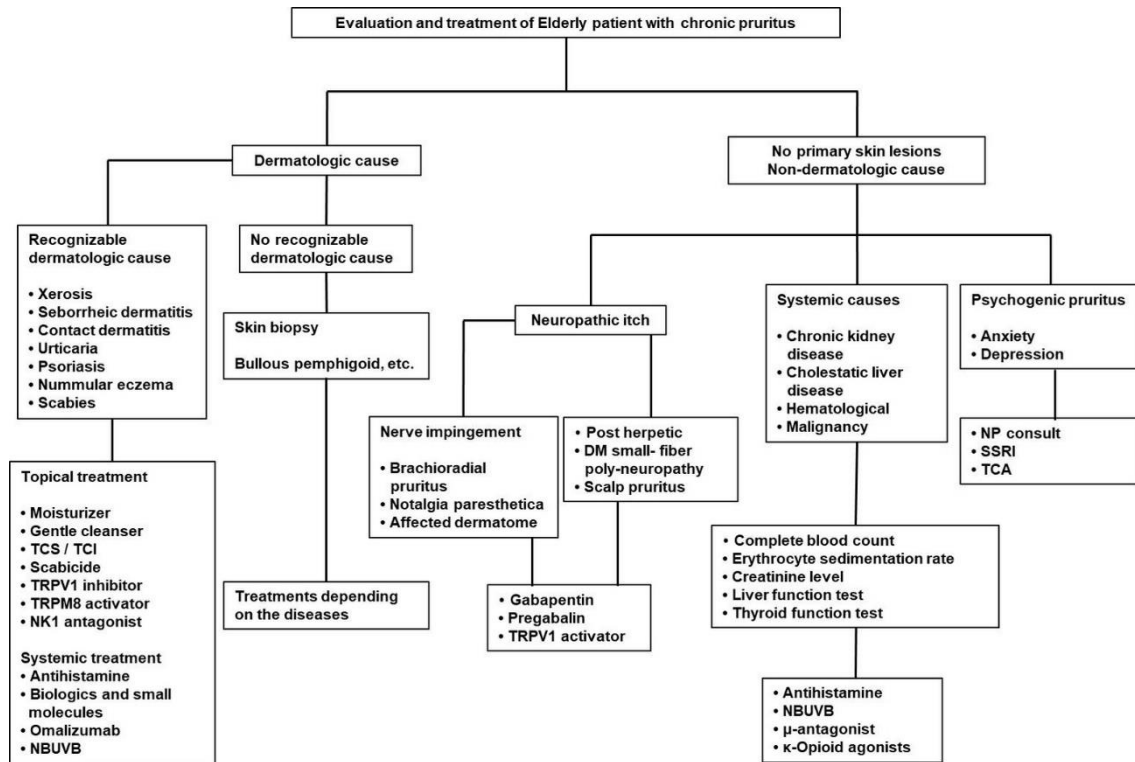 Evaluation and treatment of Elderly patient with chronic pruritus
Dermatologic cause
No primary skin lesions
Non-dermatologic cause
Recognizable
dermatologic cause
• Xerosis
• Seborrheic dermatitis
• Contact dermatitis
• Urticaria
• Psoriasis
• Nummular eczema
• Scabies
Topical treatment
• Moisturizer
• Gentle cleanser
• TCS / TCI
• Scabicide
• TRPV1 inhibitor
• TRPM8 activator
• NK1 antagonist
Systemic treatment
• Antihistamine
• Biologics and small
molecules
• Omalizumab
• NBUVB
No recognizable
dermatologic cause
Skin biopsy
Bullous pemphigoid, etc.
Treatments depending
on the diseases
Neuropathic itch
Nerve impingement
• Brachioradial
pruritus
• Notalgia paresthetica
• Affected dermatome
• Post herpetic
• DM small- fiber
poly-neuropathy
• Scalp pruritus
• Gabapentin
• Pregabalin
• TRPV1 activator
Systemic causes
• Chronic kidney
disease
• Cholestatic liver
disease
• Hematological
• Malignancy
• Complete blood count
• Erythrocyte sedimentation rate
• Creatinine level
• Liver function test
• Thyroid function test
• Antihistamine
• NBUVB
• μ-antagonist
• κ-Opioid agonists
Psychogenic pruritus
• Anxiety
• Depression
• NP consult
• SSRI
• TCA